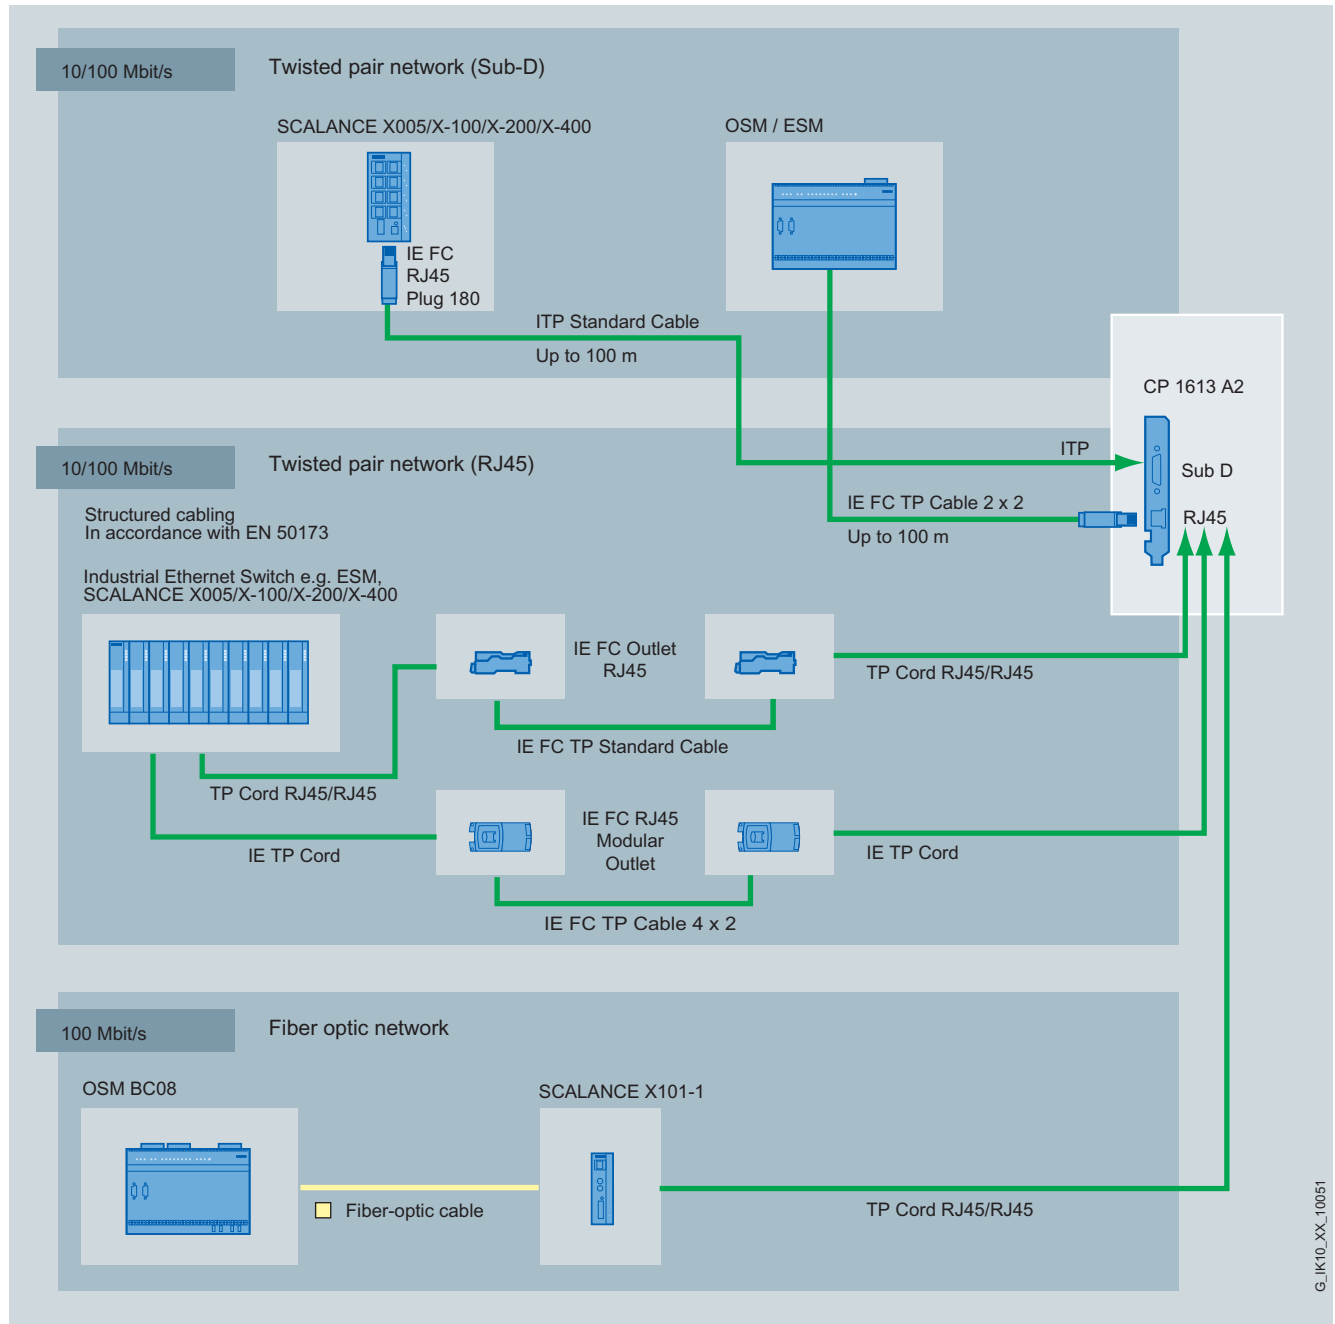 10/100 Mbit/s
Twisted pair network (Sub-D)
SCALANCE X005/X-100/X-200/X-400
OSM / ESM
IE FC
RJ45
Plug 180
ITP Standard Cable
Up to 100 m
CP 1613 A2
10/100 Mbit/s
Twisted pair network (RJ45)
ITP
Sub D
Structured cabling
In accordance with EN 50173
IE FC TP Cable 2 x 2
Up to 100 m
RJ45
Industrial Ethernet Switch e.g. ESM,
SCALANCE X005/X-100/X-200/X-400
IE FC Outlet
RJ45
TP Cord RJ45/RJ45
IE FC TP Standard Cable
TP Cord RJ45/RJ45
IE FC RJ45
Modular
Outlet
IE TP Cord
IE TP Cord
IE FC TP Cable 4 x 2
100 Mbit/s
Fiber optic network
OSM BC08
SCALANCE X101-1
Fiber-optic cable
TP Cord RJ45/RJ45
G_IK10_XX_10051